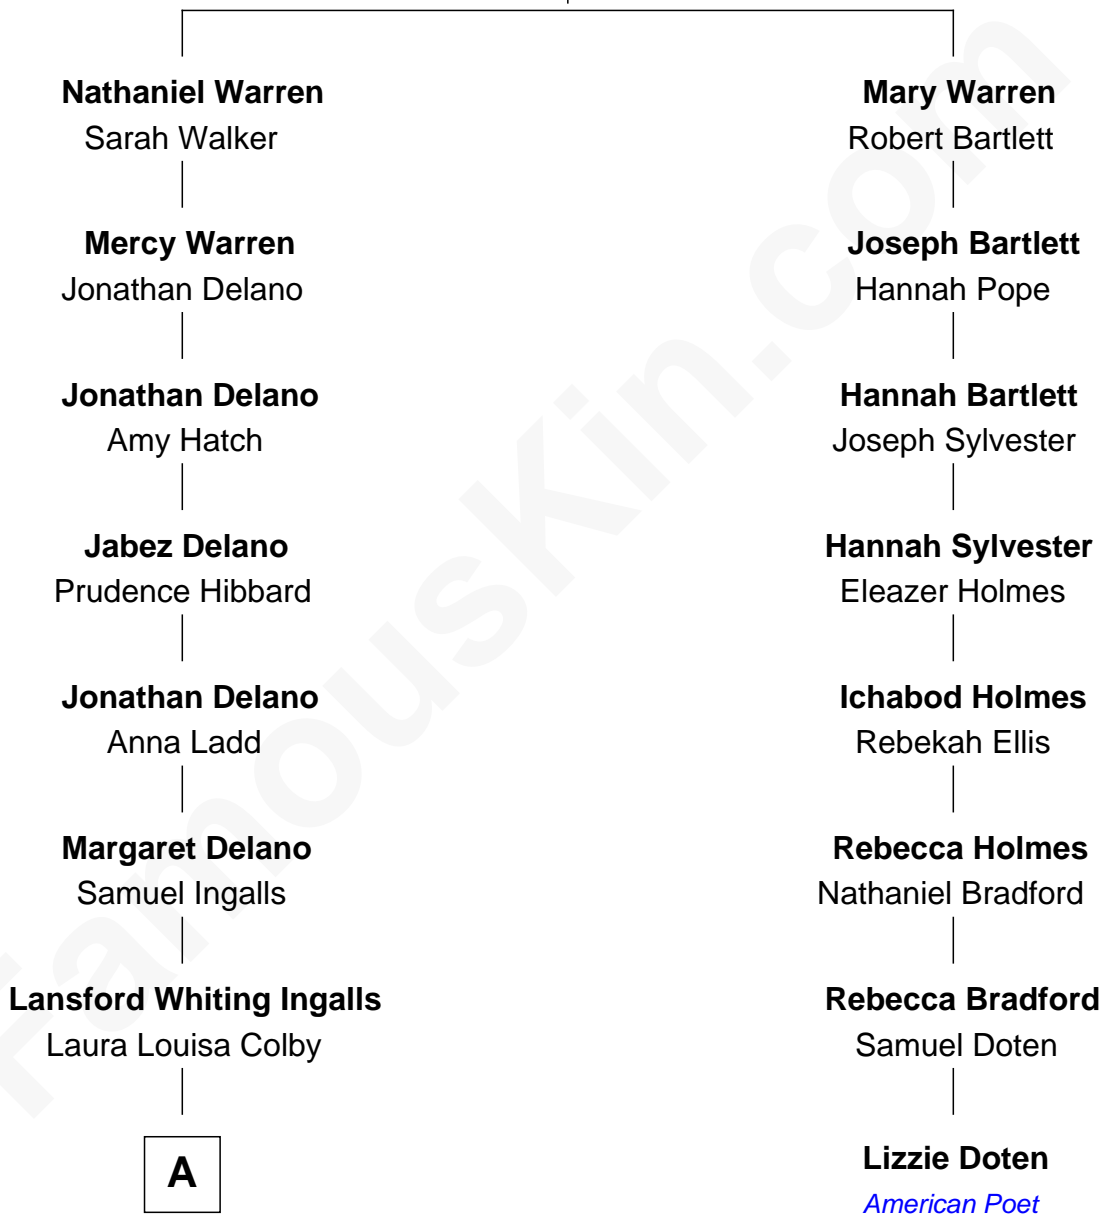 Nathaniel Warren
Sarah Walker
Mary Warren
Robert Bartlett
Mercy Warren
Jonathan Delano
Joseph Bartlett
Hannah Pope
Jonathan Delano
Amy Hatch
Hannah Bartlett
Joseph Sylvester
Jabez Delano
Prudence Hibbard
Hannah Sylvester
Eleazer Holmes
Jonathan Delano
Anna Ladd
Ichabod Holmes
Rebekah Ellis
Margaret Delano
Samuel Ingalls
Rebecca Holmes
Nathaniel Bradford
Lansford Whiting Ingalls
Laura Louisa Colby
Rebecca Bradford
Samuel Doten
A
Lizzie Doten
American Poet
FamousKin.com